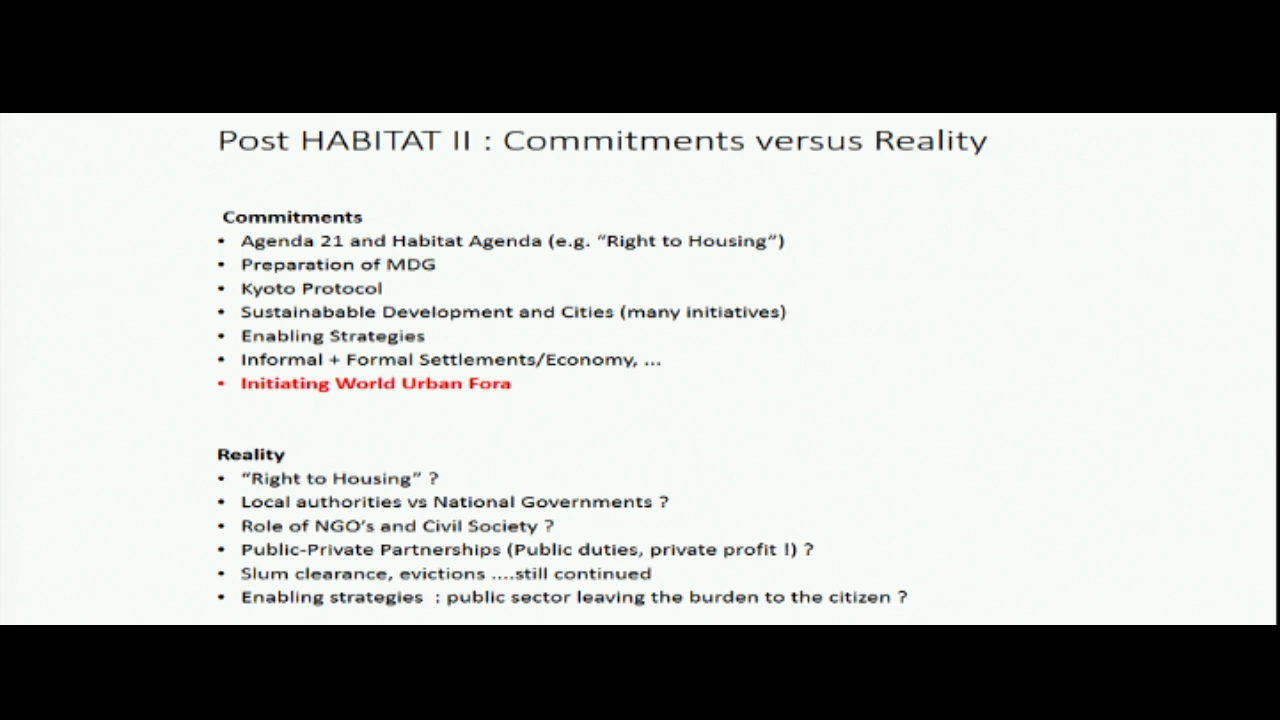 Post HABITAT II : Commitments versus Reality
Commitments
• Agenda 21 and Habitat Agenda (e.g. “Right to Housing”)
• Preparation of MDG
• Kyoto Protocol
• Sustainabable Development and Cities (many initiatives)
• Enabling Strategies
• Informal + Formal Settlements/Economy, ...
• Initiating World Urban Fora
Reality
• “Right to Housing” ?
• Local authorities vs National Governments ?
• Role of NGO’s and Civil Society ?
• Public-Private Partnerships (Public duties, private profit !) ?
• Slum clearance, evictions ....still continued
• Enabling strategies : public sector leaving the burden to the citizen ?